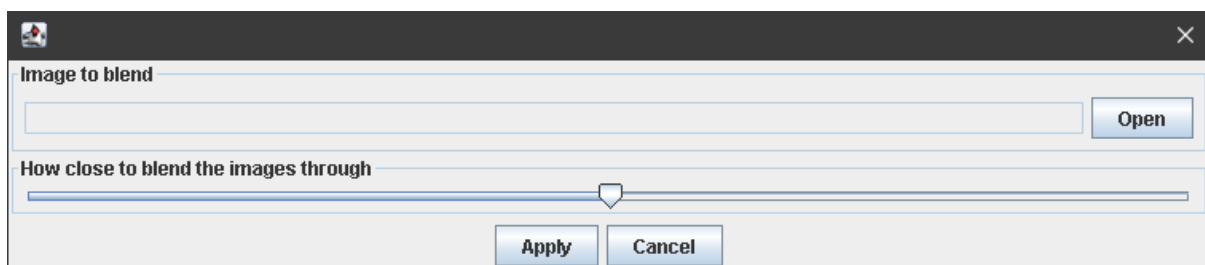 Image to blend
Open
How close to blend the images through
Apply Cancel